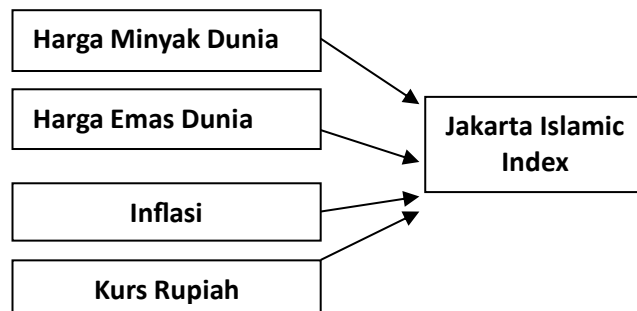 Harga Minyak Dunia
Harga Emas Dunia
Inflasi
Kurs Rupiah
Jakarta Islamic
Index